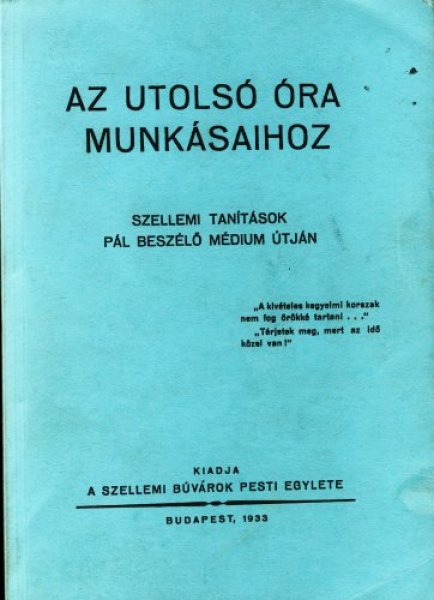 AZ UTOLSÓ ÓRA
MUNKÁSAIHOZ
SZELLEMI TANÍTÁSOK
PÁL BESZÉLŐ MÉDIUM ÚTJÁN
„A kivételes kegyelmi korszak
nem fog örökké tartani . . .”
„Térjetek meg, mert az idő
közel van!”
KIADJA
A SZELLEMI BÚVÁROK PESTI EGYLETE
BUDAPEST, 1933